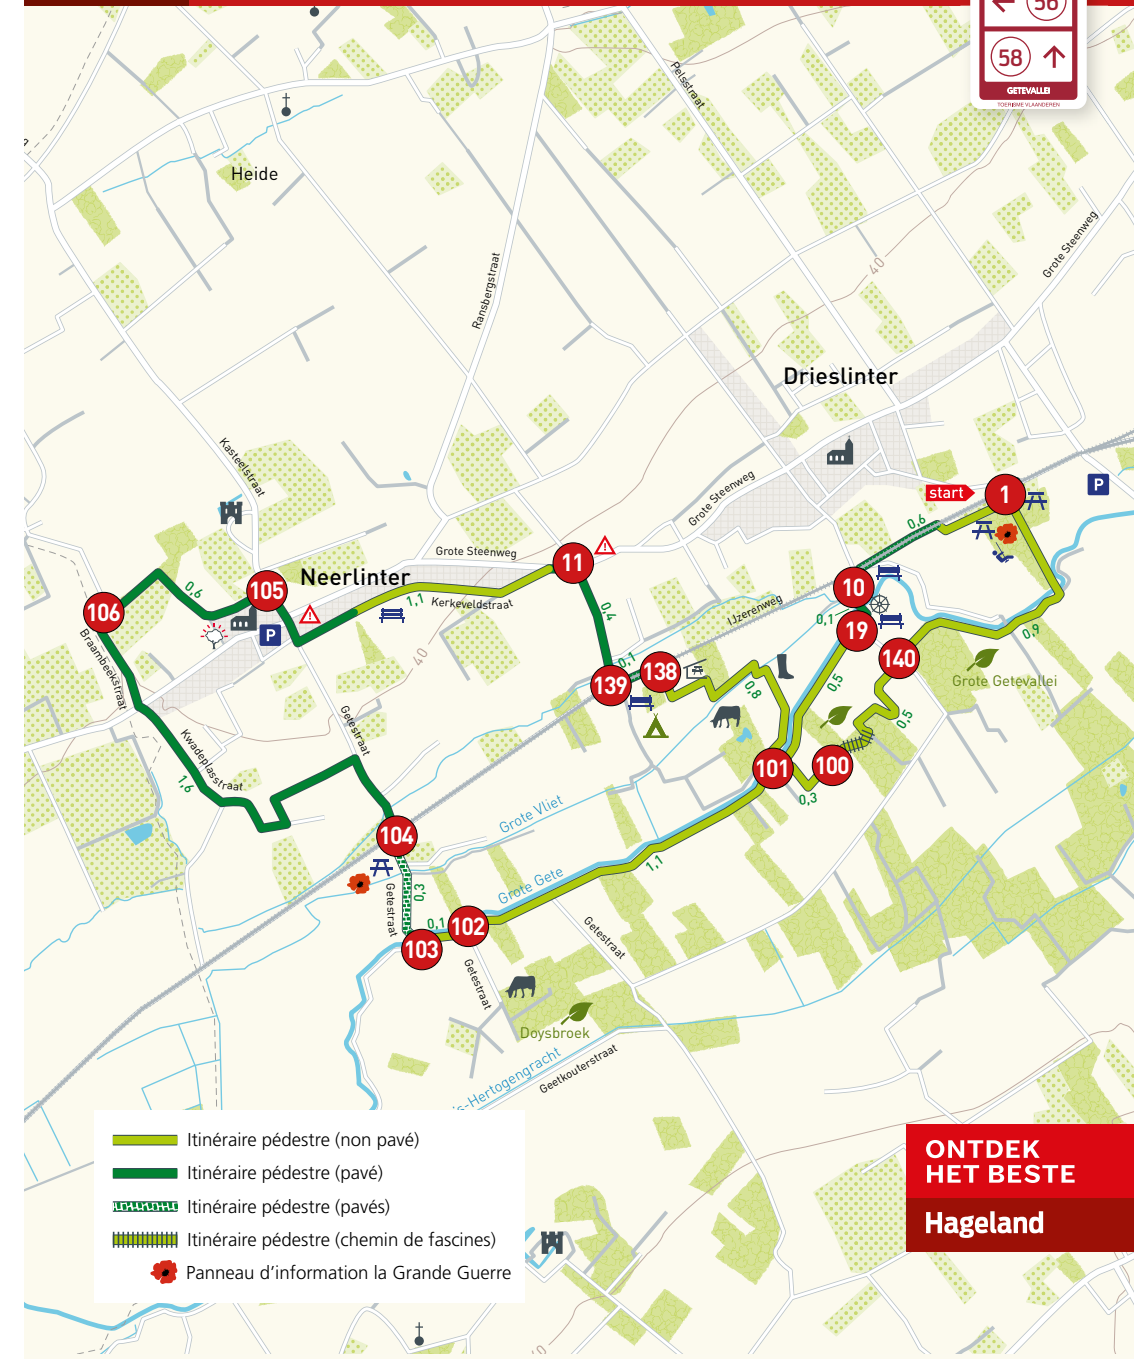 56
58
GETEVALLEI
TOERISME VLAANDEREN
Pelsstraat
Heide
Grote Steenweg
40
Ransbergstraat
Drieslinter
Kasteelstraat
Grote Steenweg
start
1
P
0,6
Grote Steenweg
11
Neerlinter
105
0,6
106
1,1
Kerkeveldstraat
10
IJzerenweg
0,1
19
0,4
0,9
P
Braambeekstraat
40
0,1
138
139
140
Grote Getevallei
0,8
0,5
0,5
Getestraat
Kwadeplasstraat
1,6
101
100
0,3
104
Grote Vliet
1,1
Grote Gete
0,3
Getestraat
0,1
102
103
Getestraat
Getestraat
Doysbroek
's-Hertogengracht
Geetkouterstraat
Itinéraire pédestre (non pavé)
Itinéraire pédestre (pavé)
Itinéraire pédestre (pavés)
Itinéraire pédestre (chemin de fascines)
Panneau d'information la Grande Guerre
ONTDEK
HET BESTE
Hageland
40